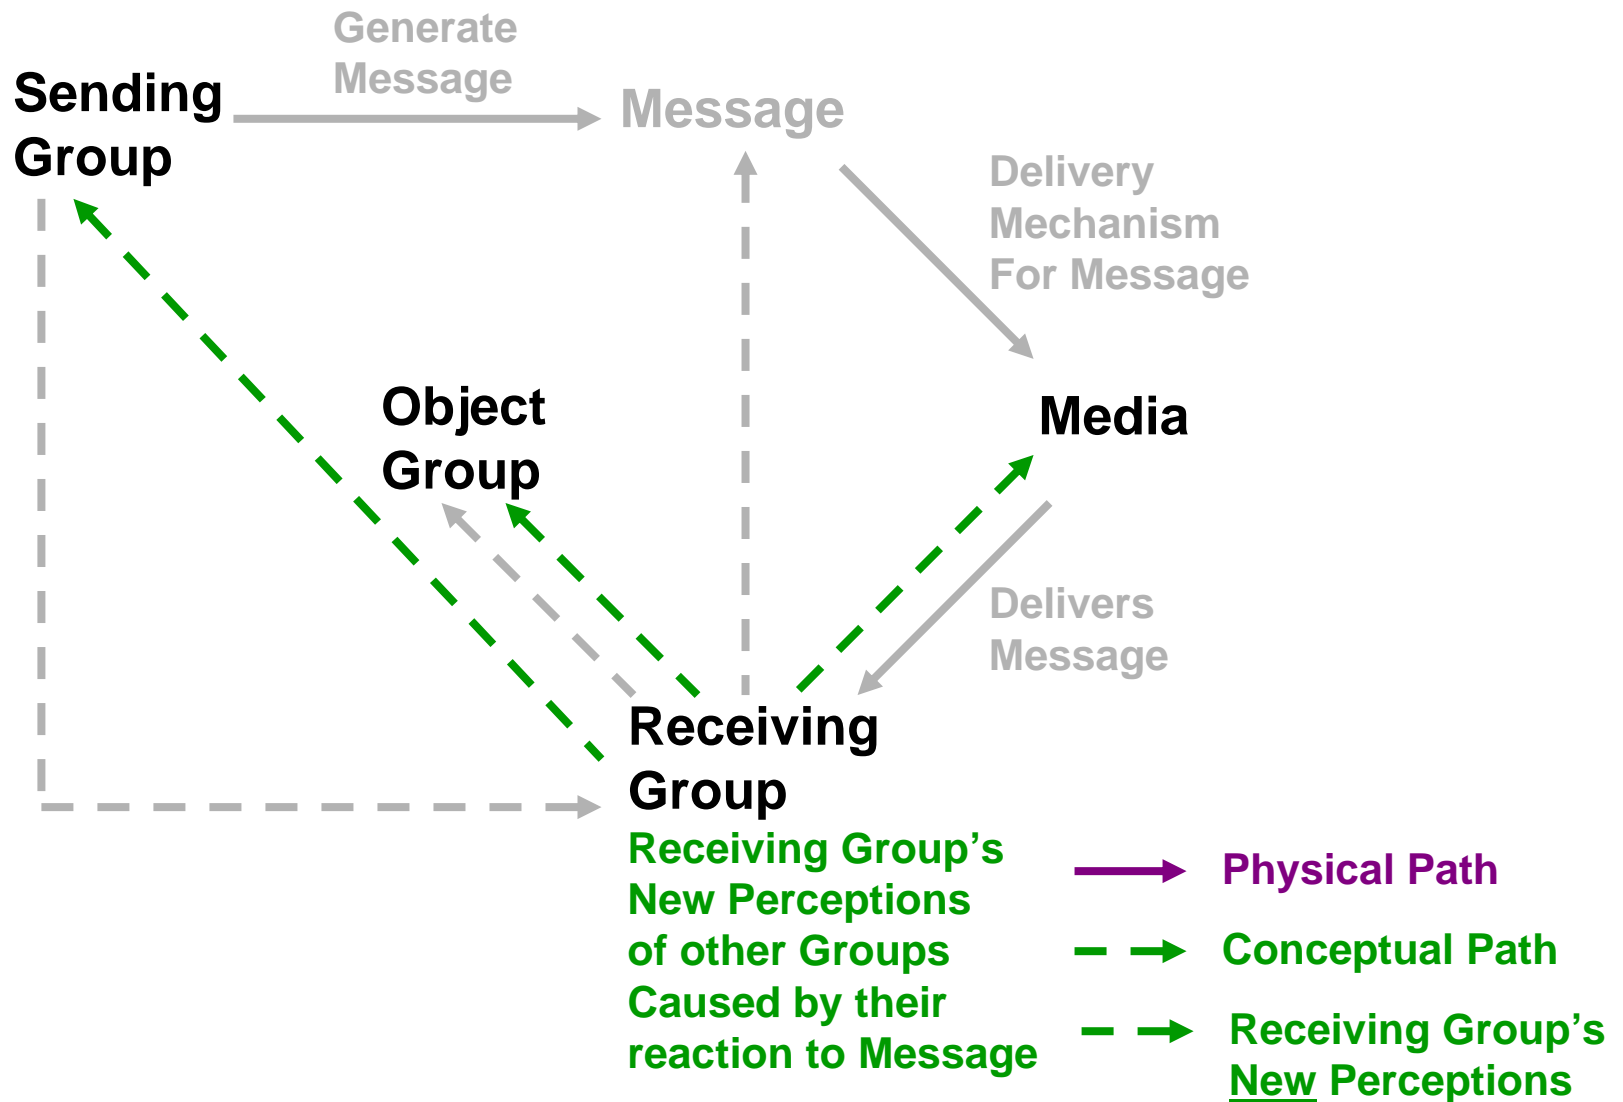 Generate
Message
Sending
Group
Message
Delivery
Mechanism
For Message
Object
Group
Media
Delivers
Message
Receiving
Group
Receiving Group’s
New Perceptions
of other Groups
Caused by their
reaction to Message
Physical Path
Conceptual Path
Receiving Group’s
New Perceptions